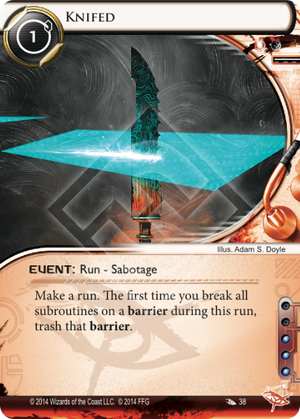 Knifed
1
Illus. Adam S. Doyle
EVENT: Run - Sabotage
Make a run. The first time you break all
subroutines on a barrier during this run,
trash that barrier.
© 2014 Wizards of the Coast LLC. © 2014 FFG
38